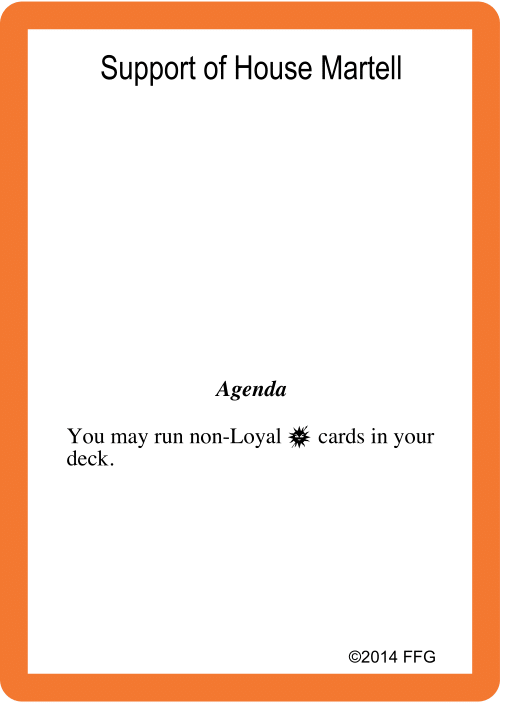 Support of House Martell
Agenda
You may run non-Loyal cards in your
deck.
©2014 FFG